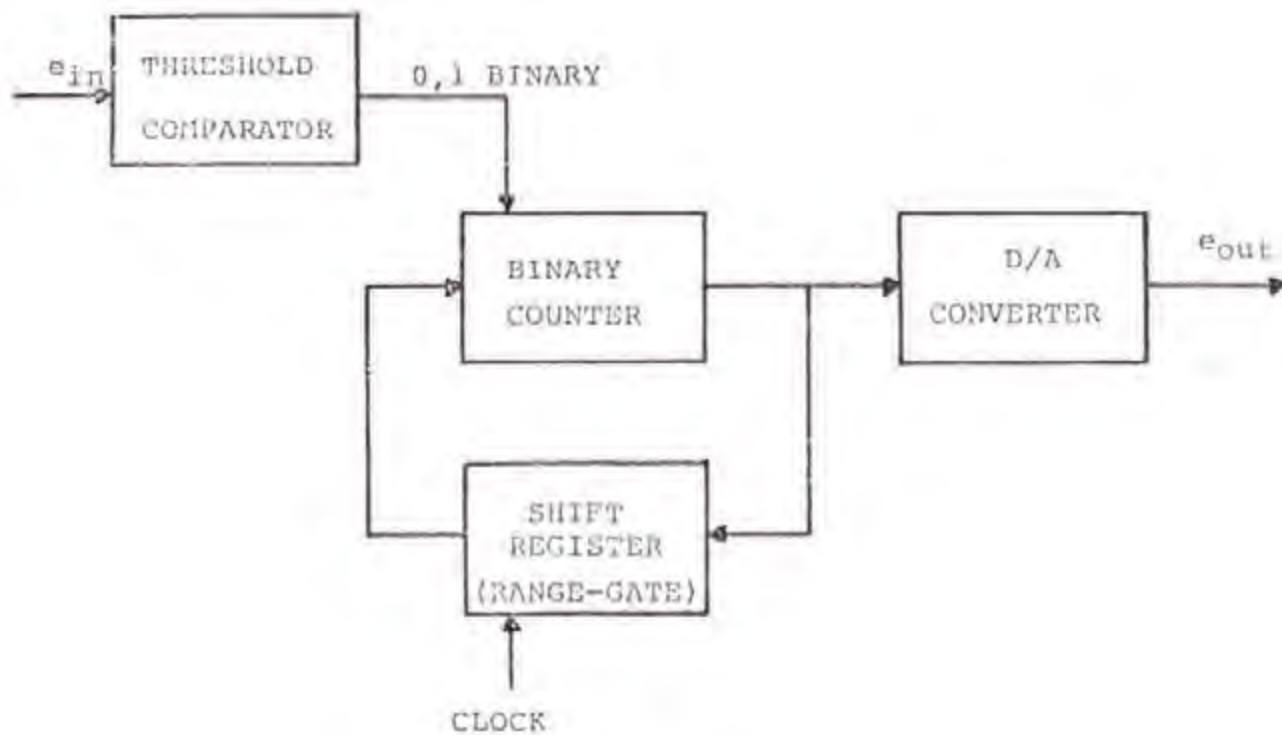 e_in
THRESHOLD
COMPARATOR
0,1 BINARY
BINARY
COUNTER
D/A
CONVERTER
e_out
SHIFT
REGISTER
(RANGE-GATE)
CLOCK